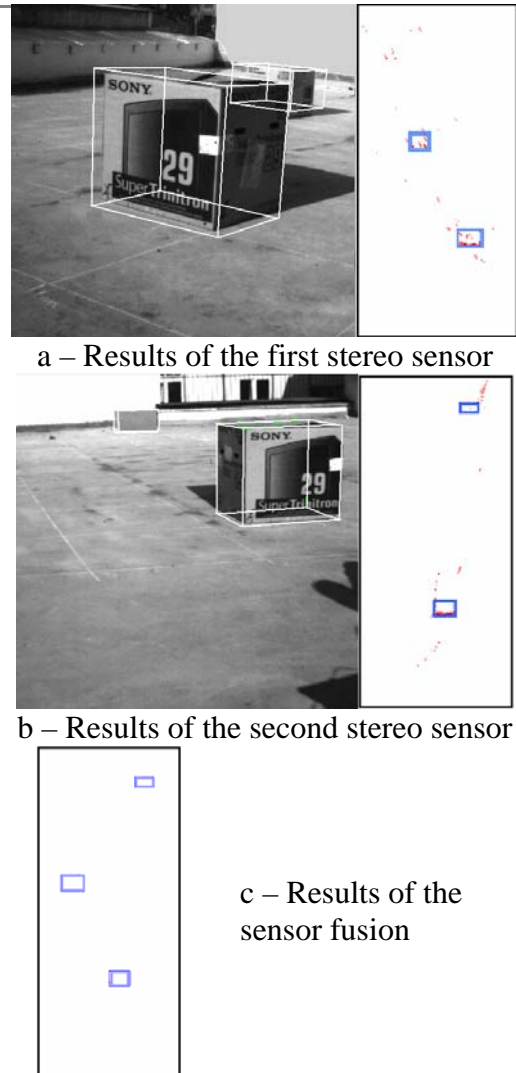 SONY
29
SuperTrinitron
a – Results of the first stereo sensor
SONY
29
SuperTrinitron
b – Results of the second stereo sensor
c – Results of the
sensor fusion